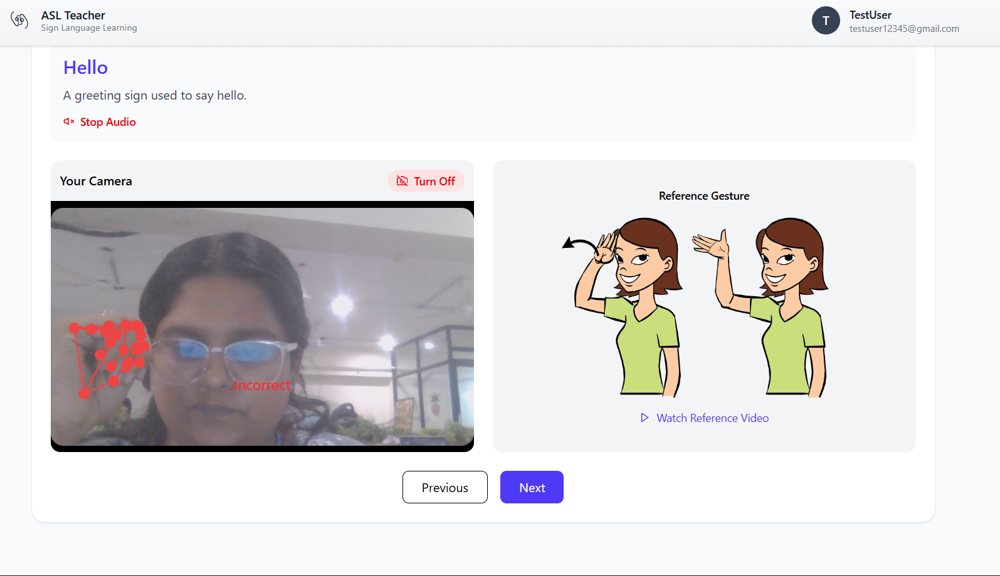 ASL Teacher
Sign Language Learning
T
TestUser
testuser12345@gmail.com
Hello
A greeting sign used to say hello.
Stop Audio
Your Camera
Turn Off
Incorrect
Reference Gesture
Watch Reference Video
Previous
Next